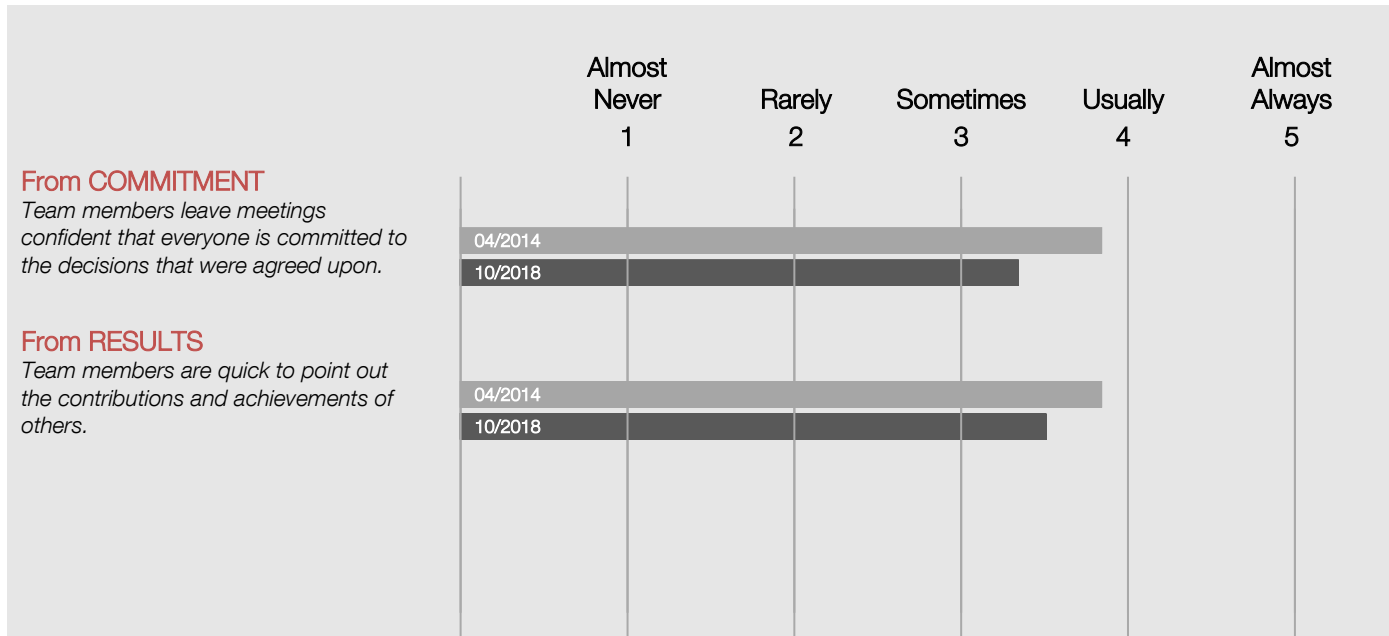 Almost
Never
Rarely
Sometimes
Usually
Almost
Always
1
2
3
4
5
From COMMITMENT
Team members leave meetings
confident that everyone is committed to
the decisions that were agreed upon.
04/2014
10/2018
From RESULTS
Team members are quick to point out
the contributions and achievements of
others.
04/2014
10/2018